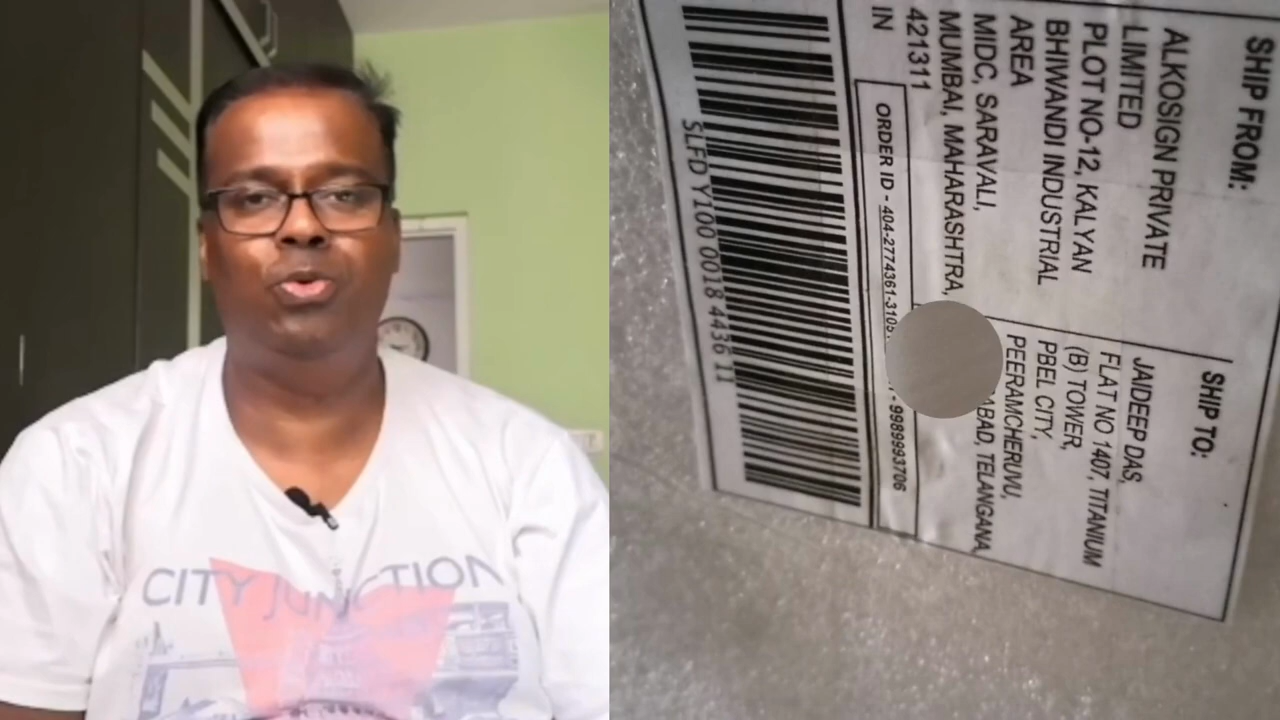 CITY JUNCTION
SHIP FROM:
ALKOSIGN PRIVATE
LIMITED
PLOT NO-12, KALYAN
BHIWANDI INDUSTRIAL
AREA
MIDC, SARAVALI,
MUMBAI, MAHARASHTRA,
421311
IN
SHIP TO:
JAIDEEP DAS,
FLAT NO 1407, TITANIUM
(B) TOWER,
PBEL CITY,
PEERAMCHERUVU,
TELANGANA,
ORDER ID - 404-2774361-
- 9989993706
SLFD Y100 0018 4436 11